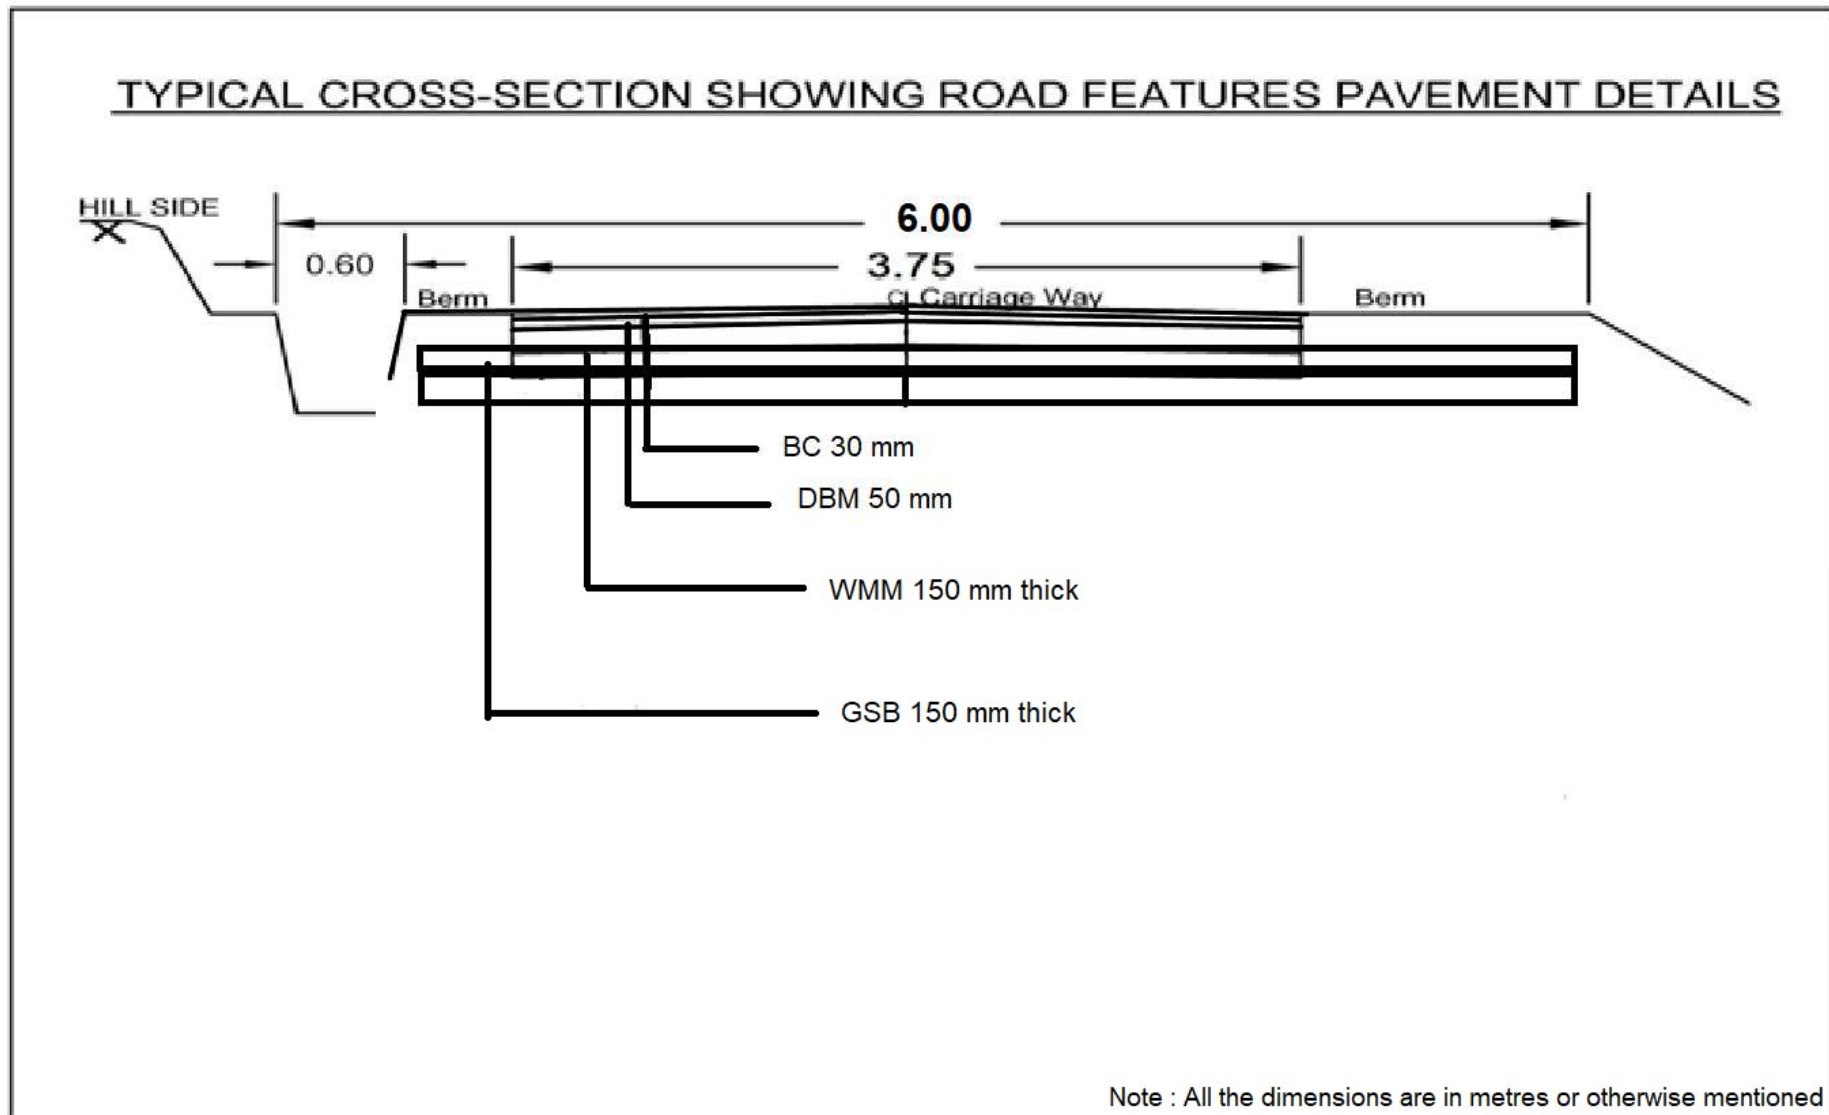 TYPICAL CROSS-SECTION SHOWING ROAD FEATURES PAVEMENT DETAILS
HILL SIDE
6.00
0.60
3.75
Berm
CL Carriage Way
Berm
BC 30 mm
DBM 50 mm
WMM 150 mm thick
GSB 150 mm thick
Note : All the dimensions are in metres or otherwise mentioned